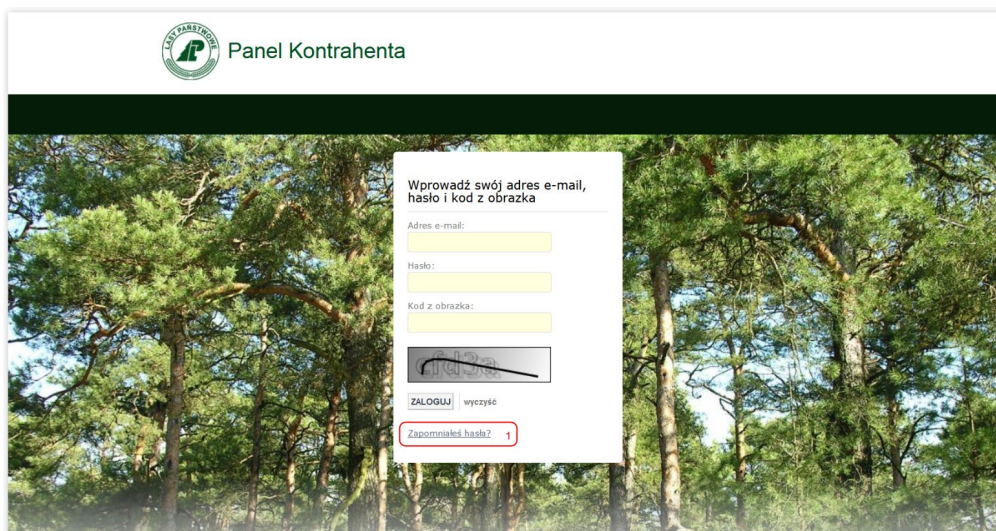 LASY PAŃSTWOWE
Panel Kontrahenta
Wprowadź swój adres e-mail,
hasło i kod z obrazka
Adres e-mail:
Hasło:
Kod z obrazka:
ZALOGUJ wyczyść
Zapomniałeś hasła? 1